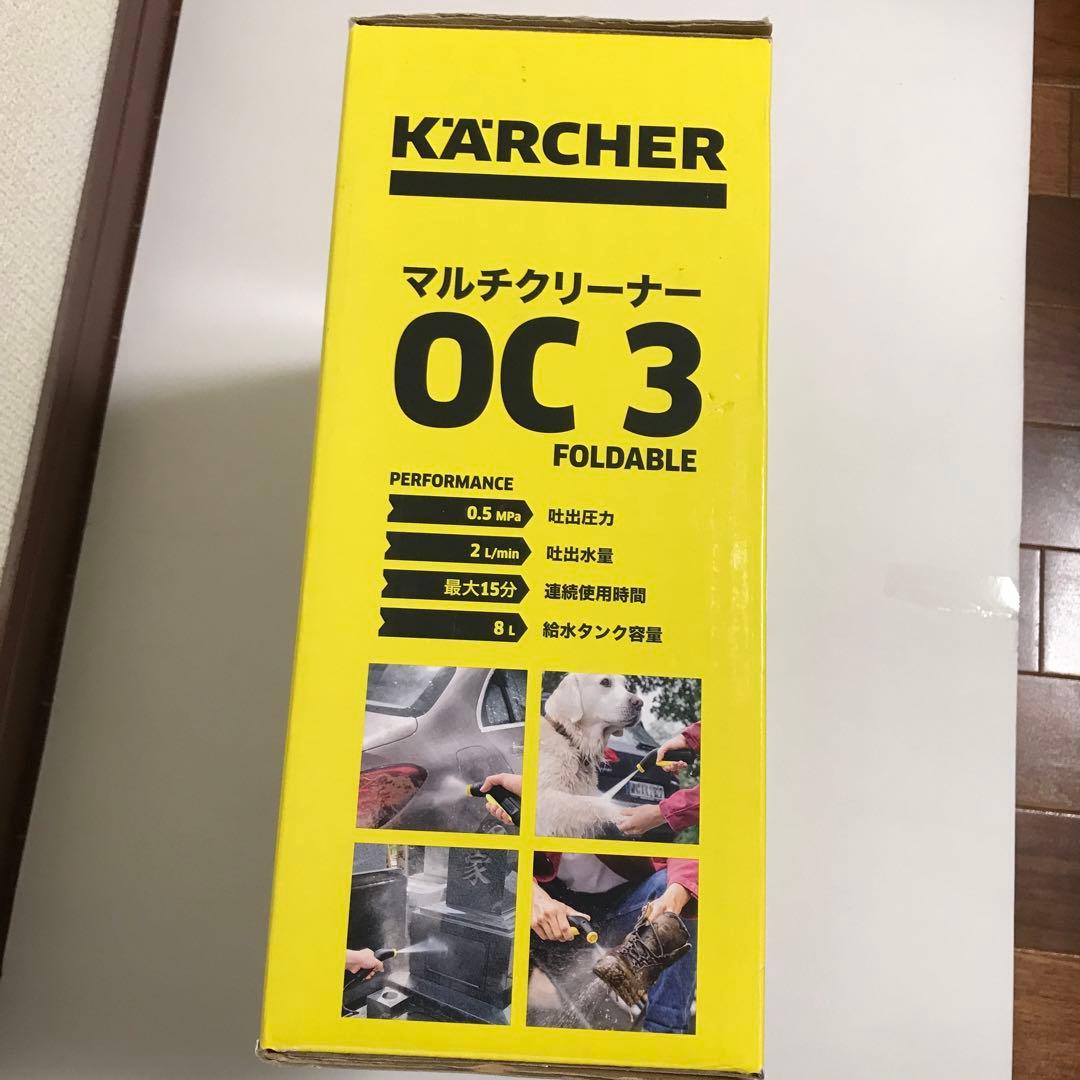 KÄRCHER
マルチクリーナー
OC 3
FOLDABLE
PERFORMANCE
0.5 MPa 吐出圧力
2 L/min 吐出水量
最大15分 連続使用時間
8 L 給水タンク容量
家